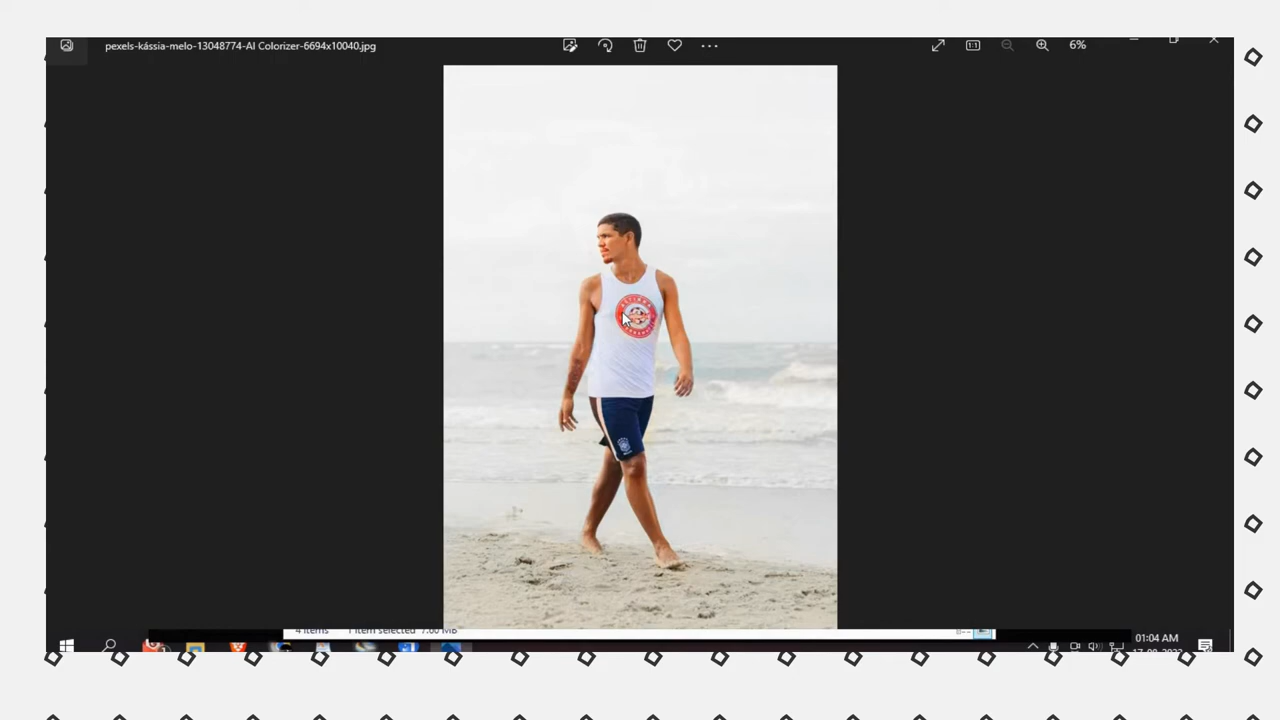 pexels-kássia-melo-13048774-AI Colorizer-6694x10040.jpg
6%
4 items
1 item selected 7.60 MB
01:04 AM